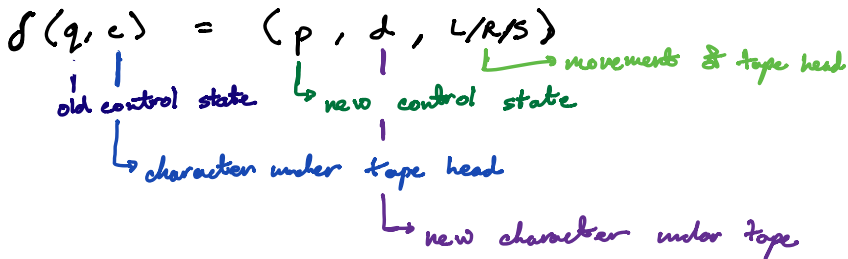 δ(q, c) = (p, d, L/R/S)
movements of tape head
old control state
new control state
character under tape head
new character under tape